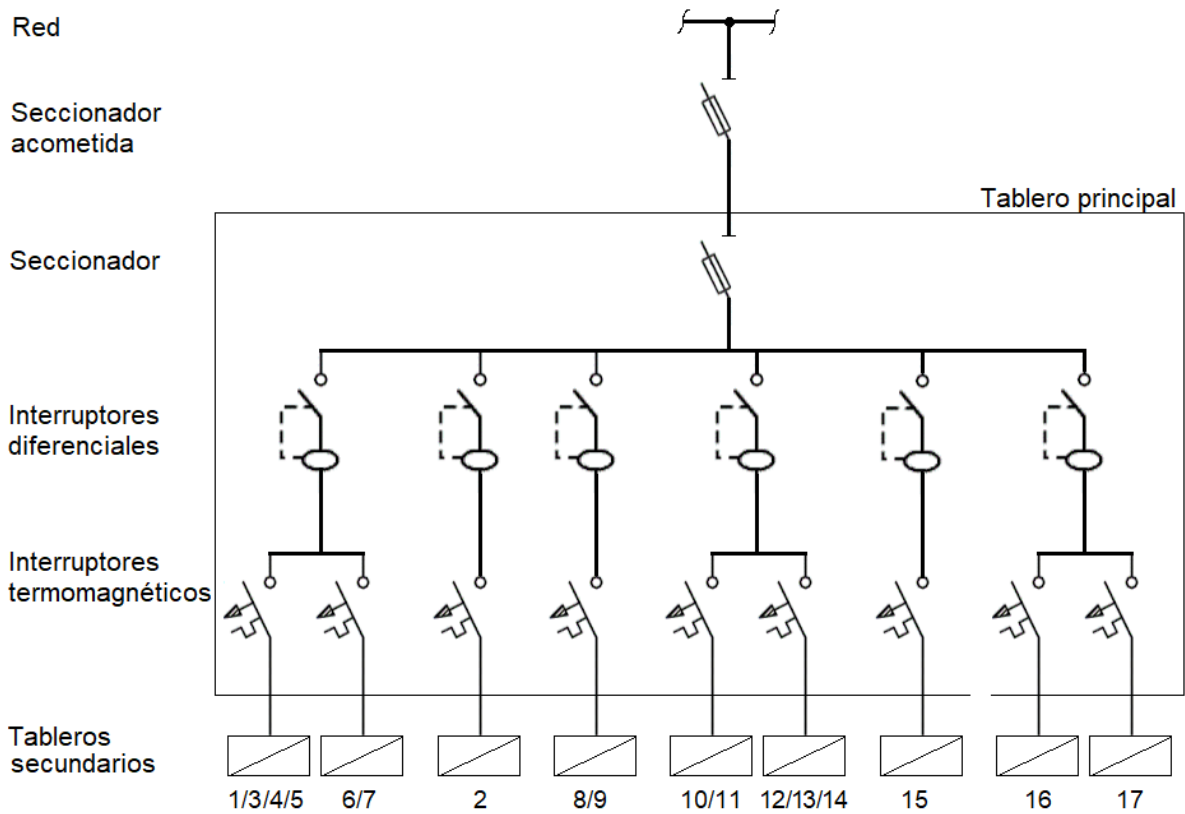 Red
Seccionador
acometida
Tablero principal
Seccionador
Interruptores
diferenciales
Interruptores
termomagnéticos
Tableros
secundarios
1/3/4/5
6/7
2
8/9
10/11
12/13/14
15
16
17